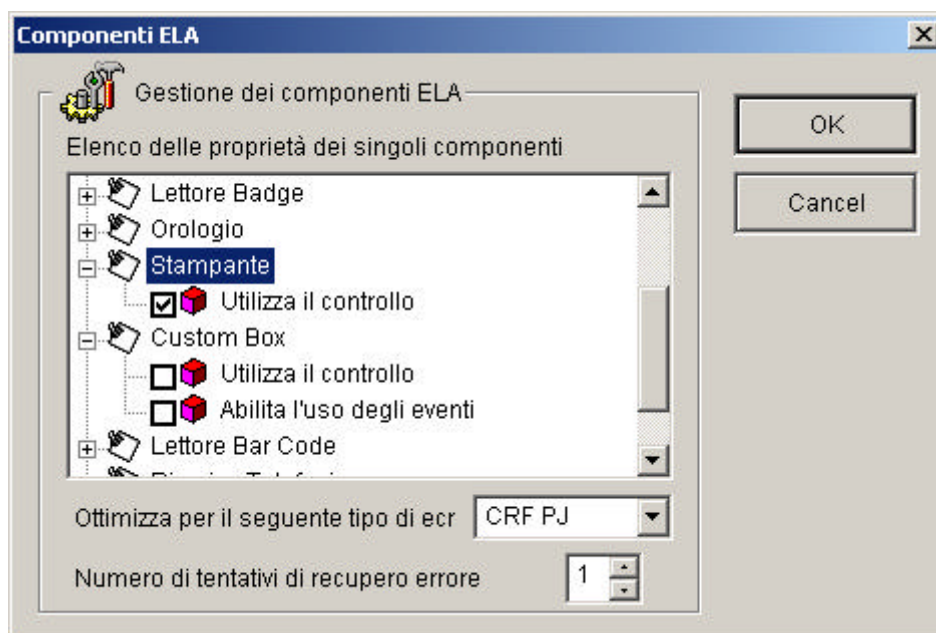 Componenti ELA
Gestione dei componenti ELA
OK
Elenco delle proprietà dei singoli componenti
Cancel
Lettore Badge
Orologio
Stampante
Utilizza il controllo
Custom Box
Utilizza il controllo
Abilita l'uso degli eventi
Lettore Bar Code
Ottimizza per il seguente tipo di ecr CRF PJ
Numero di tentativi di recupero errore 1